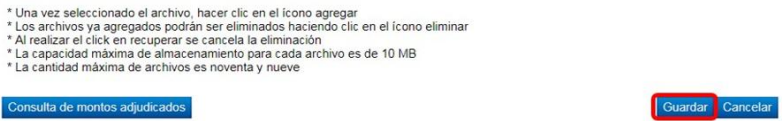 * Una vez seleccionado el archivo, hacer clic en el ícono agregar
* Los archivos ya agregados podrán ser eliminados haciendo clic en el ícono eliminar
* Al realizar el click en recuperar se cancela la eliminación
* La capacidad máxima de almacenamiento para cada archivo es de 10 MB
* La cantidad máxima de archivos es noventa y nueve
Consulta de montos adjudicados Guardar Cancelar